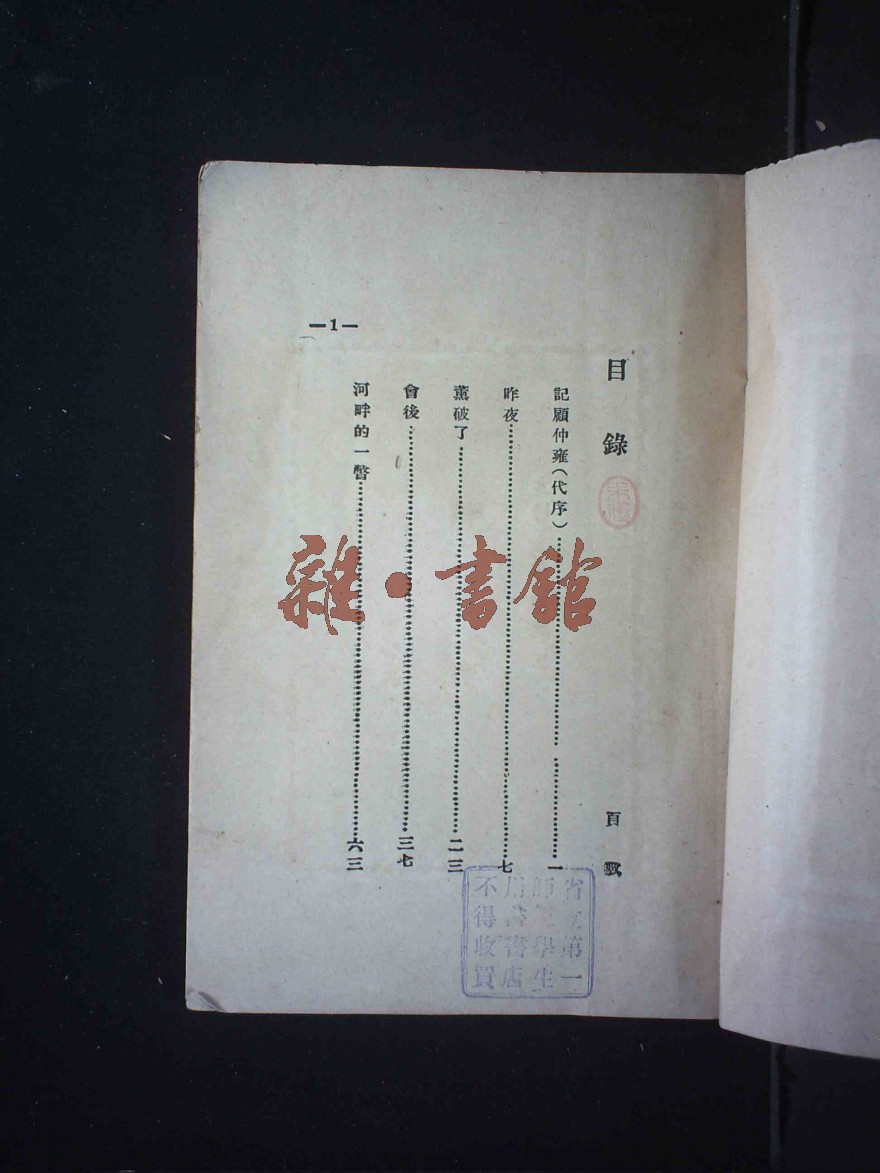 目錄
頁數
記顧仲雍（代序）……一
昨夜……七
薰破了……二三
會後……三七
河畔的一瞥……六三
—1—
雜·書館
省立第一
師範學生
用書書店
不得收買